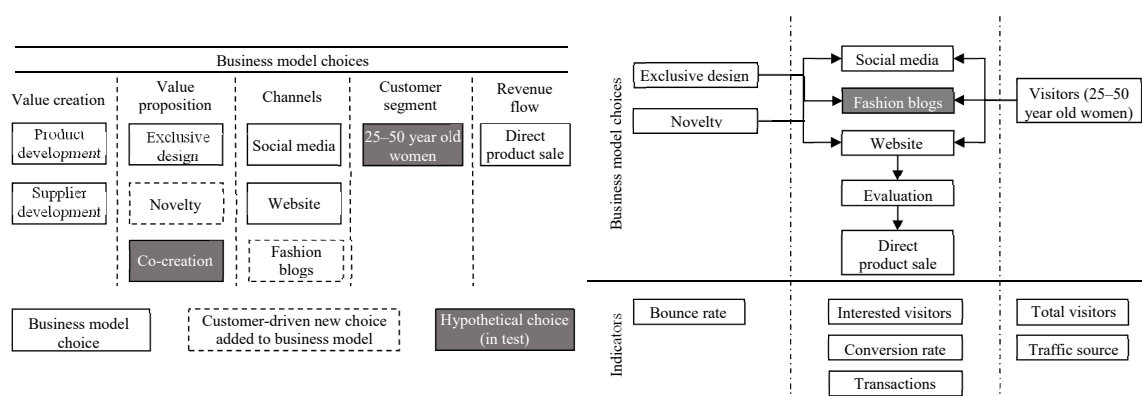 Business model choices
Value creation
Value
proposition
Channels
Customer
segment
Revenue
flow
Product
development
Exclusive
design
Social media
25–50 year old
women
Direct
product sale
Supplier
development
Novelty
Website
Co-creation
Fashion
blogs
Business model
choice
Customer-driven new choice
added to business model
Hypothetical choice
(in test)
Business model choices
Exclusive design
Novelty
Social media
Fashion blogs
Website
Evaluation
Direct
product sale
Visitors (25–50
year old women)
Indicators
Bounce rate
Interested visitors
Conversion rate
Transactions
Total visitors
Traffic source